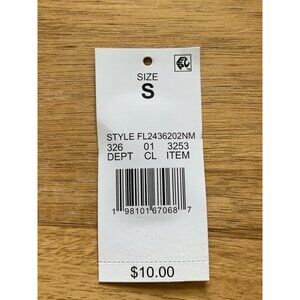 SIZE
S
STYLE FL2436202NM
326 01 3253
DEPT CL ITEM
1 98101 67068 7
$10.00